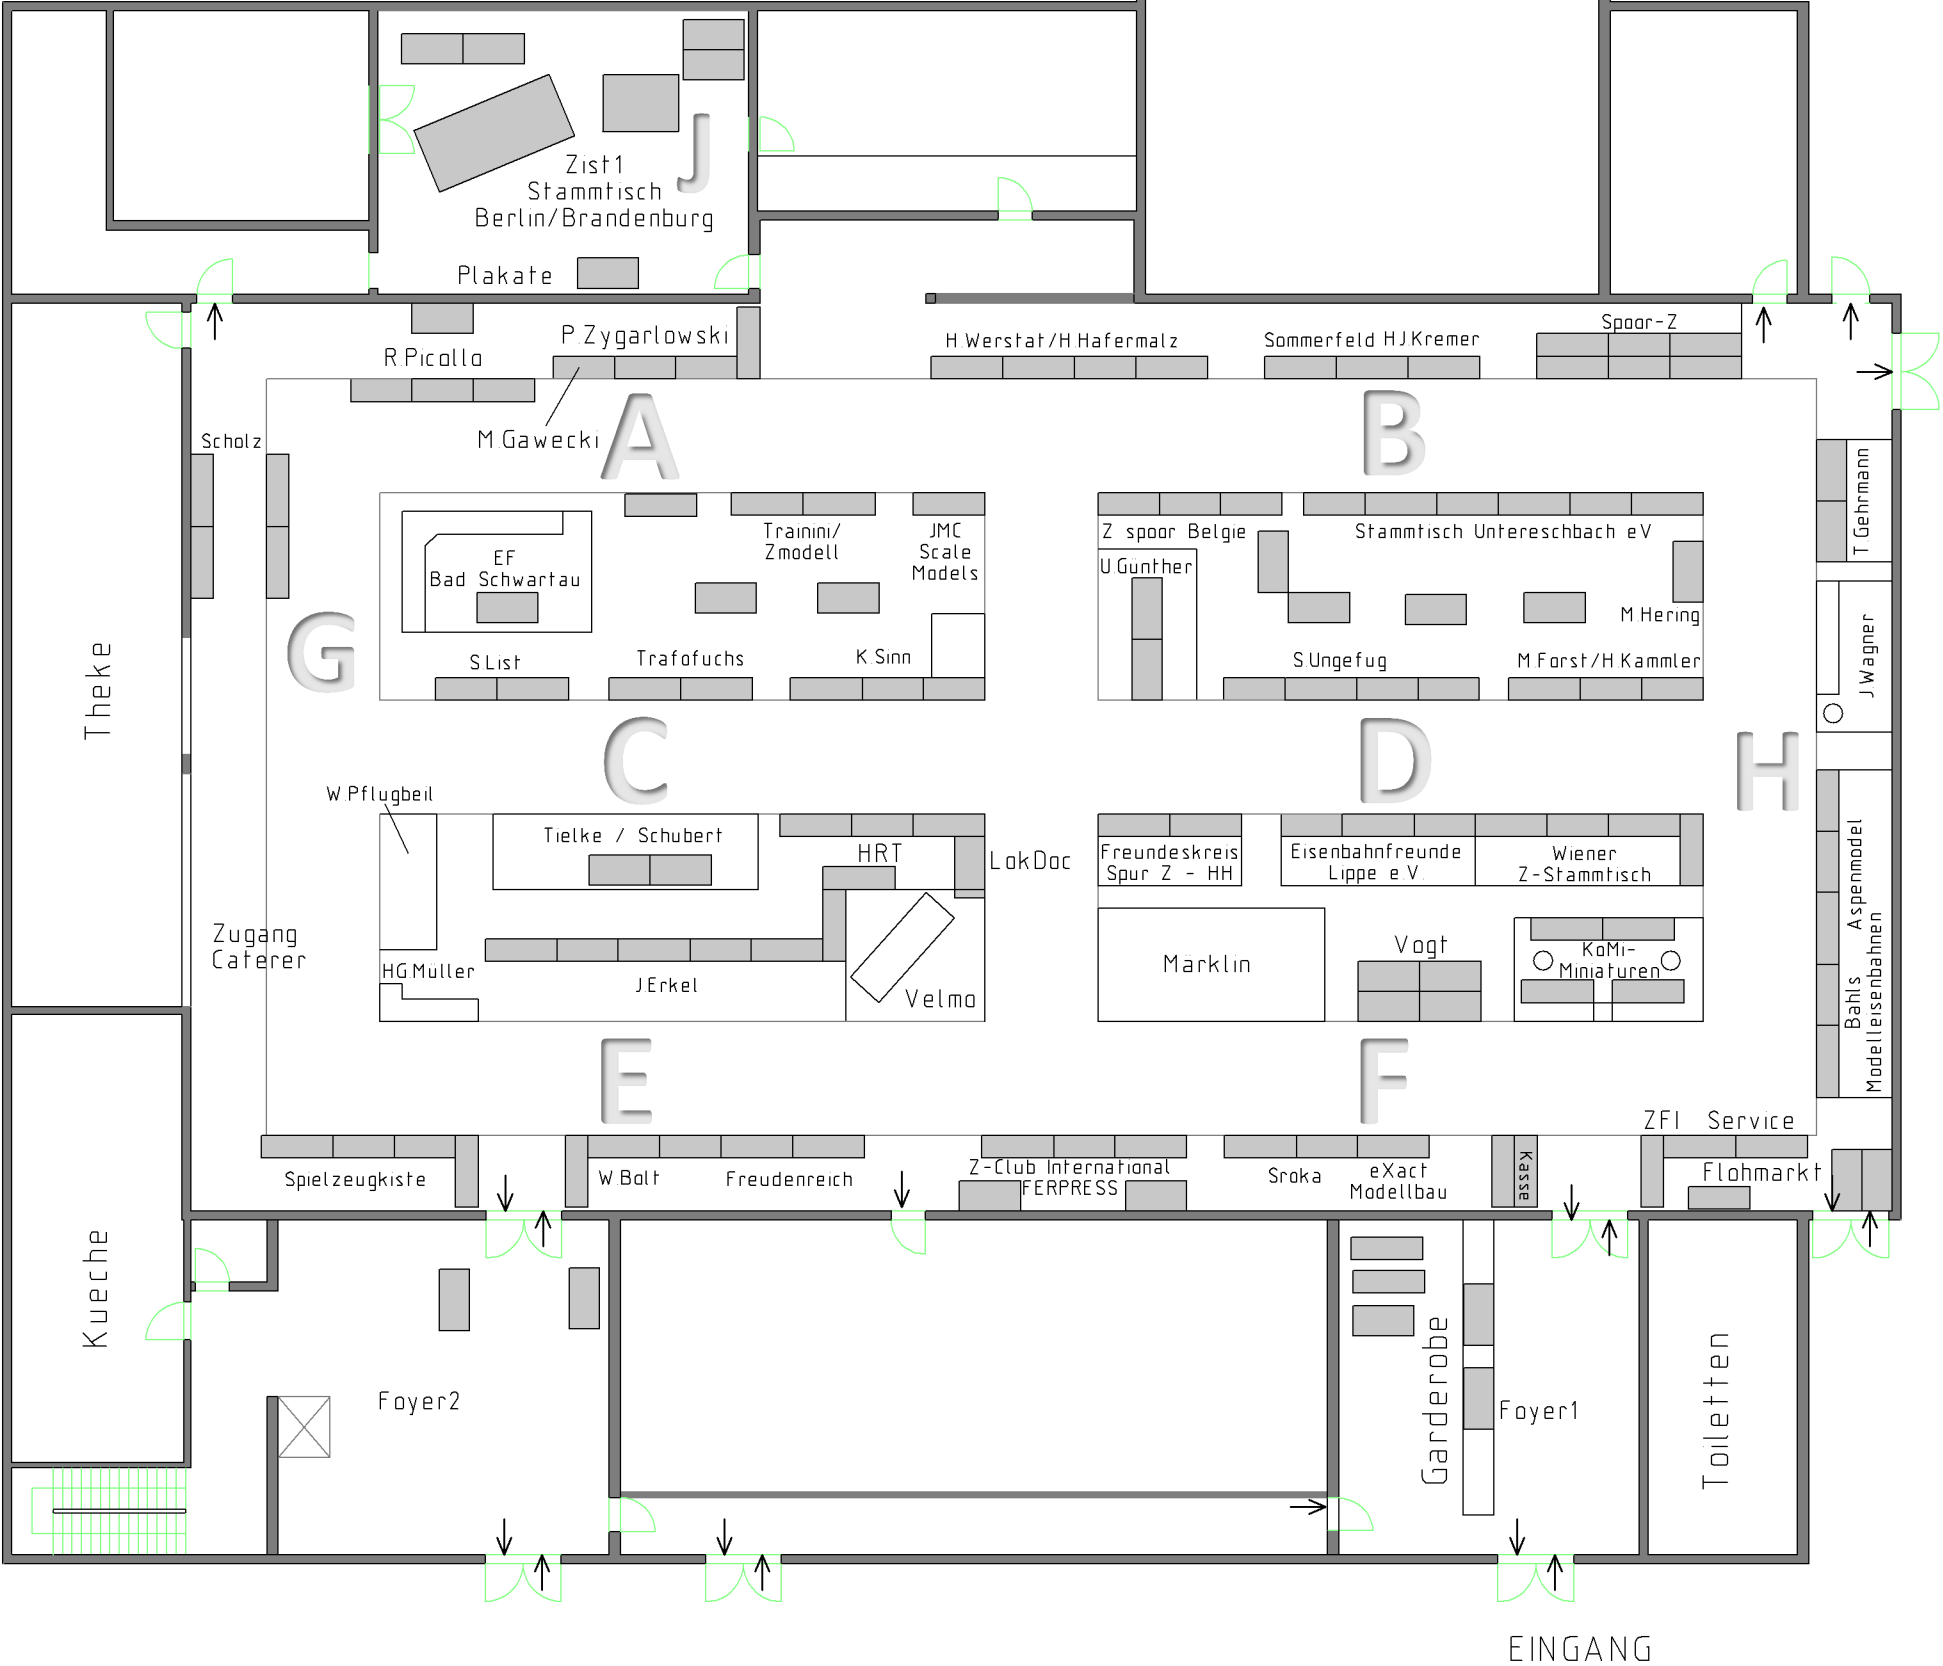 J
Zist1
Stammtisch
Berlin/Brandenburg
Plakate
P.Zygarlowski
R.Picolla
M.Gawecki
H.Werstat/H.Hafermalz
Sommerfeld HJ.Kremer
Spoor-Z
A
B
Scholz
T.Gehrmann
EF
Bad Schwartau
Trainini/
Zmodell
JMC
Scale
Models
Z spoor Belgie
Stammtisch Untereschbach eV
U.Günther
M.Hering
G
S.List
Trafofuchs
K.Sinn
S.Ungefug
M.Forst/H.Kammler
J.Wagner
Theke
C
D
H
W.Pflugbeil
Tielke / Schubert
HRT
LokDoc
Freundeskreis
Spur Z - HH
Eisenbahnfreunde
Lippe e.V.
Wiener
Z-Stammtisch
Aspenmodel
Bahls
Modelleisenbahnen
Zugang
Caterer
HG.Müller
J.Erkel
Velmo
Märklin
Vogt
KoMi-
Miniaturen
E
F
ZFI Service
Spielzeugkiste
W.Bolt
Freudenreich
Z-Club International
FERPRESS
Sroka
eXact
Modellbau
Kasse
Flohmarkt
Kueche
Foyer2
Garderobe
Foyer1
Toiletten
EINGANG